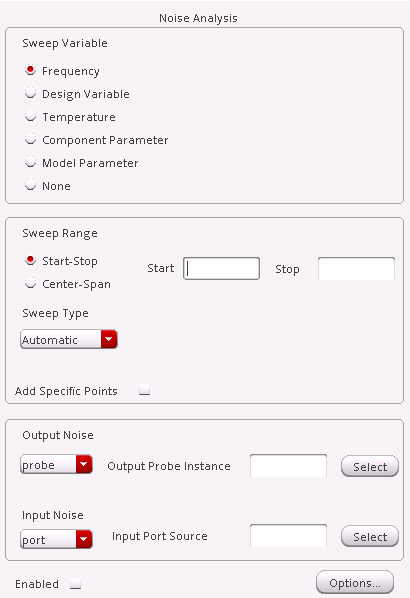 Noise Analysis
Sweep Variable
Frequency
Design Variable
Temperature
Component Parameter
Model Parameter
None
Sweep Range
Start-Stop Start Stop
Center-Span
Sweep Type
Automatic
Add Specific Points
Output Noise
probe Output Probe Instance Select
Input Noise
port Input Port Source Select
Enabled Options...